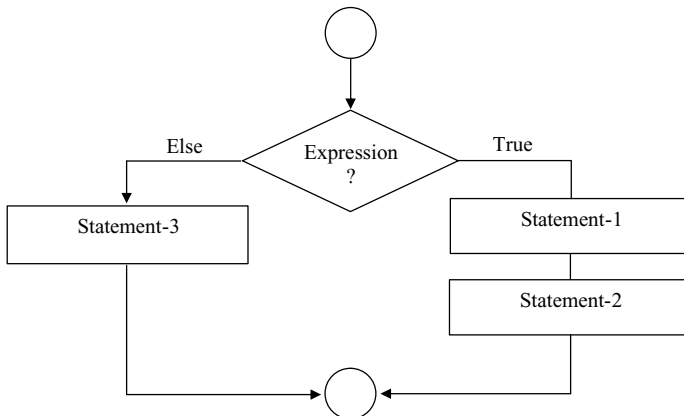 Else
Expression
?
True
Statement-3
Statement-1
Statement-2